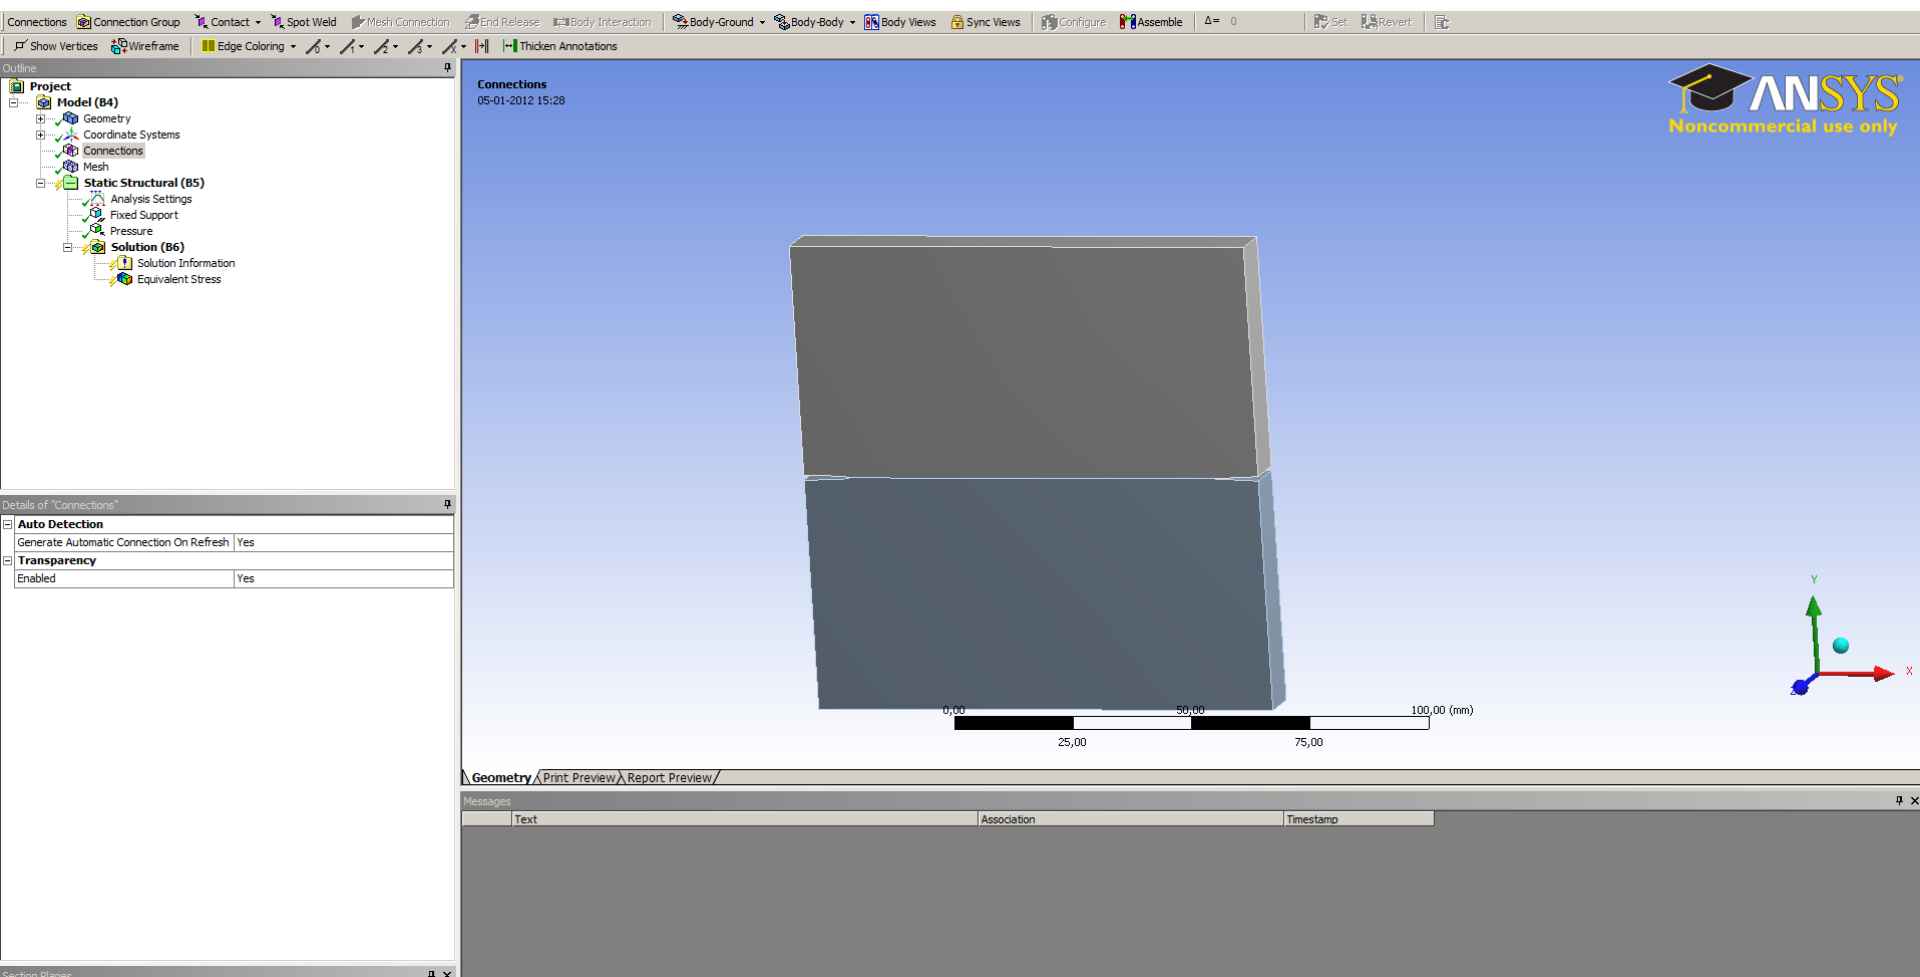 Connections Connection Group Contact Spot Weld Mesh Connection End Release Body Interaction Body-Ground Body-Body Body Views Sync Views Configure Assemble Δ= 0 Set Revert
Show Vertices Wireframe Edge Coloring Thicken Annotations
Outline
Project
Model (B4)
Geometry
Coordinate Systems
Connections
Mesh
Static Structural (B5)
Analysis Settings
Fixed Support
Pressure
Solution (B6)
Solution Information
Equivalent Stress
Details of "Connections"
Auto Detection
Generate Automatic Connection On Refresh Yes
Transparency
Enabled Yes
Section Planes
Connections
05-01-2012 15:28
ANSYS
Noncommercial use only
Y
X
Z
0,00 50,00 100,00 (mm)
25,00 75,00
Geometry Print Preview Report Preview
Messages
Text Association Timestamp